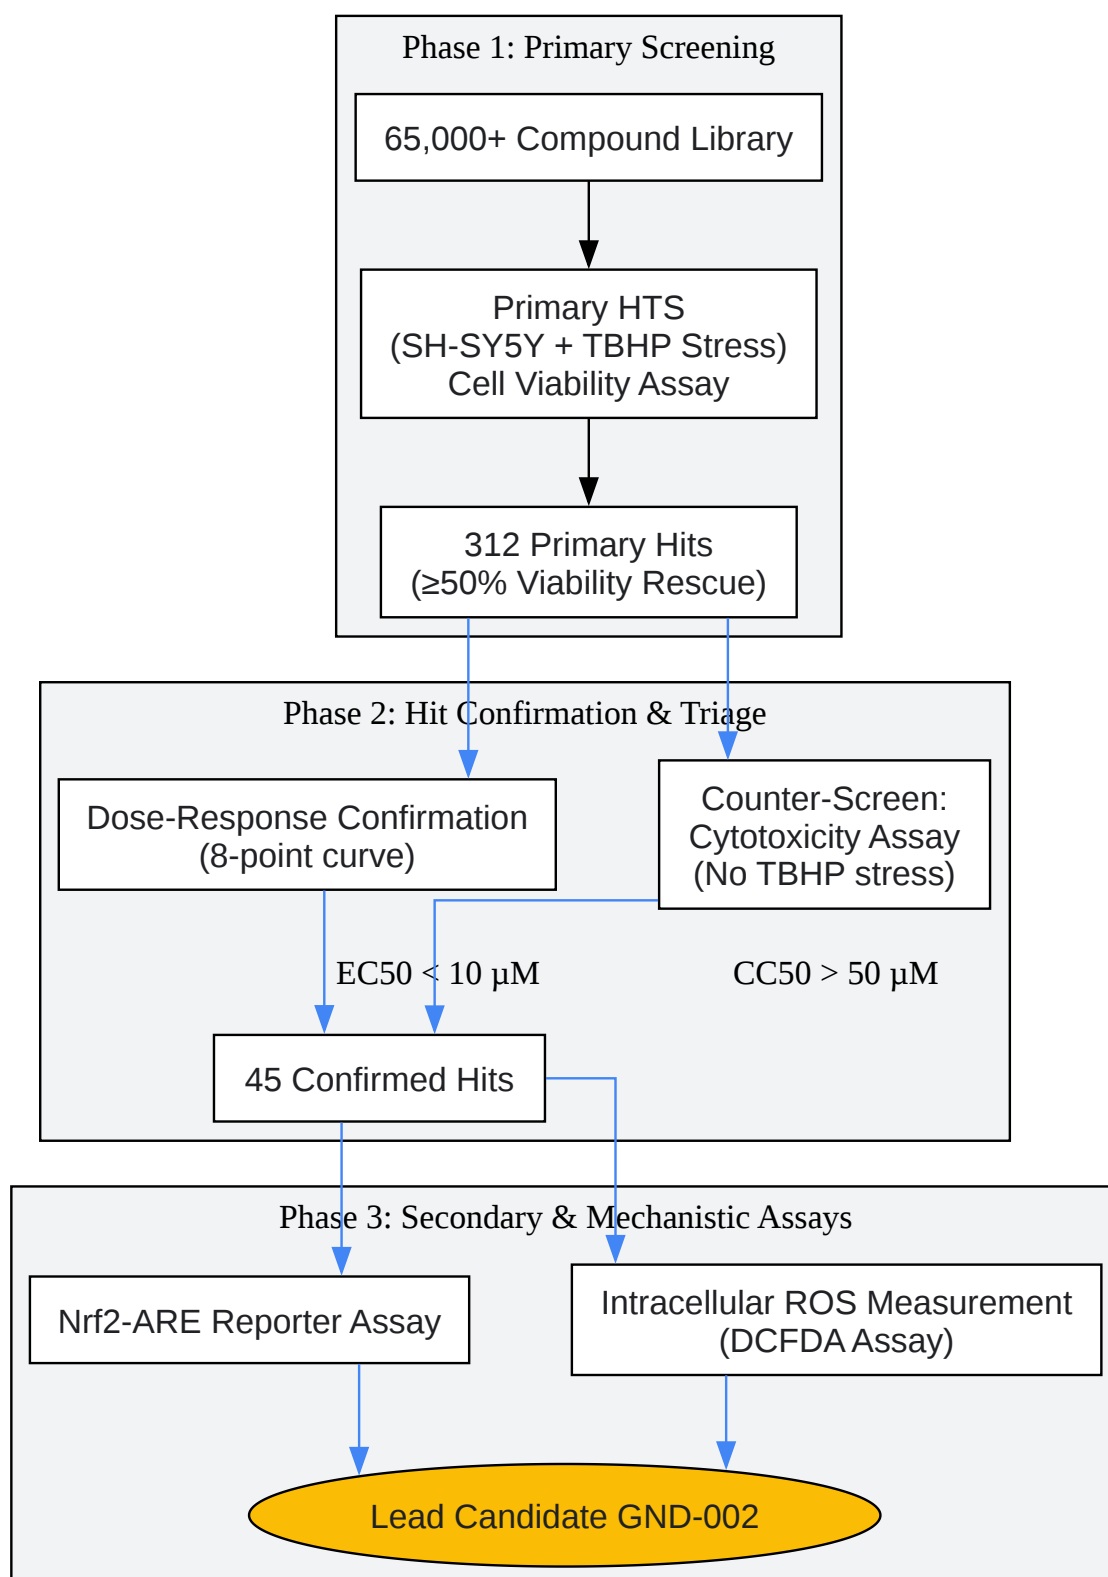 Phase 1: Primary Screening
65,000+ Compound Library
Primary HTS
(SH-SY5Y + TBHP Stress)
Cell Viability Assay
312 Primary Hits
(≥50% Viability Rescue)
Phase 2: Hit Confirmation & Triage
Dose-Response Confirmation
(8-point curve)
Counter-Screen:
Cytotoxicity Assay
(No TBHP stress)
EC50 < 10 µM
CC50 > 50 µM
45 Confirmed Hits
Phase 3: Secondary & Mechanistic Assays
Nrf2-ARE Reporter Assay
Intracellular ROS Measurement
(DCFDA Assay)
Lead Candidate GND-002